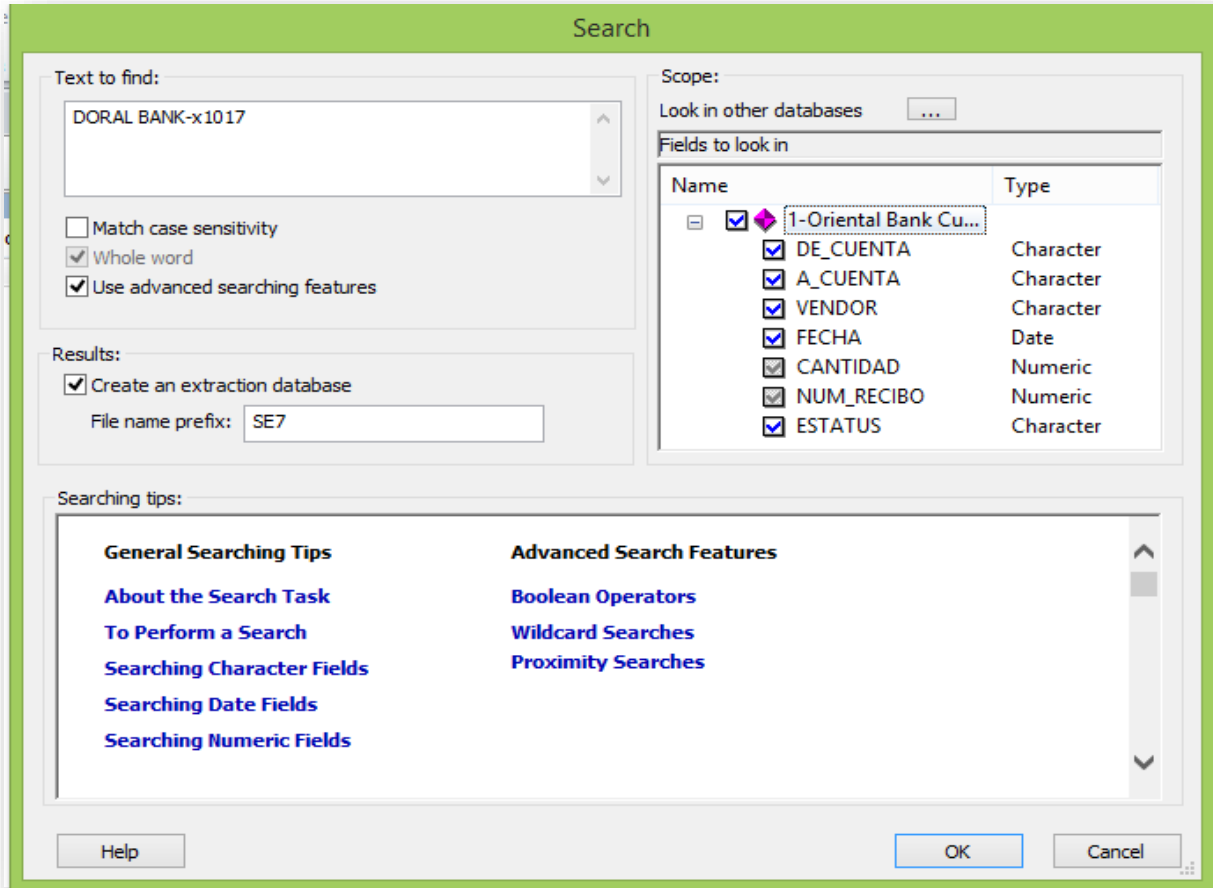 Search
Text to find:
DORAL BANK-x1017
Match case sensitivity
Whole word
Use advanced searching features
Results:
Create an extraction database
File name prefix: SE7
Scope:
Look in other databases ...
Fields to look in
Name Type
1-Oriental Bank Cu...
DE_CUENTA Character
A_CUENTA Character
VENDOR Character
FECHA Date
CANTIDAD Numeric
NUM_RECIBO Numeric
ESTATUS Character
Searching tips:
General Searching Tips
About the Search Task
To Perform a Search
Searching Character Fields
Searching Date Fields
Searching Numeric Fields
Advanced Search Features
Boolean Operators
Wildcard Searches
Proximity Searches
Help OK Cancel